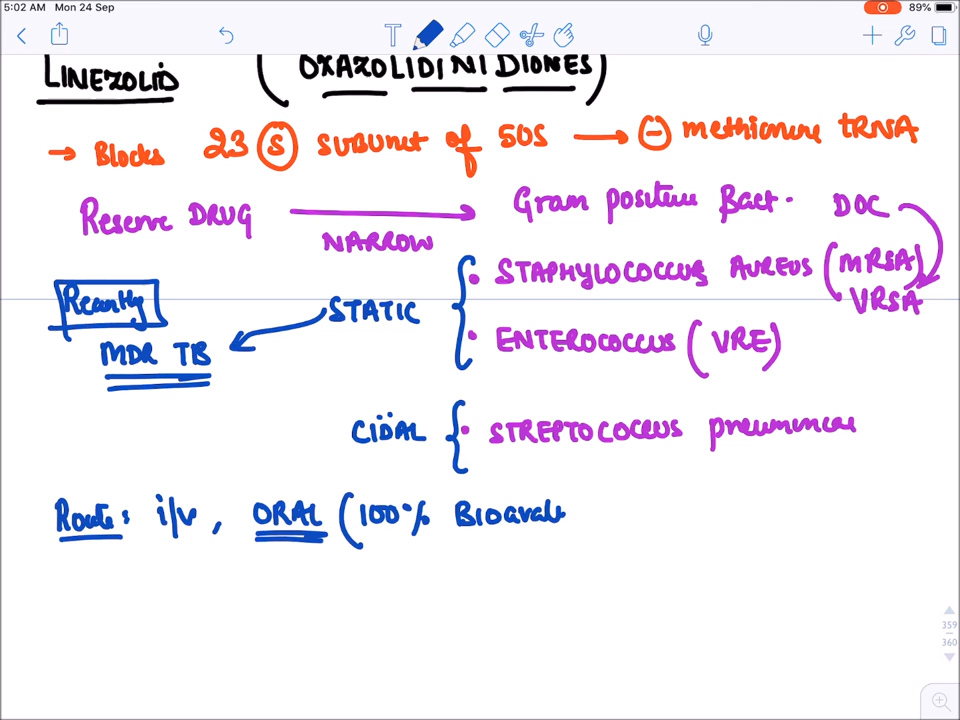 5:02 AM Mon 24 Sep 89%
LINEZOLID (OXAZOLIDINIDIONES)
→ Blocks 23 S SUBUNIT of 50S → (-) methionine tRNA
Reserve DRUG → Gram positive Bact. DOC
NARROW
STAPHYLOCOCCUS AUREUS (MRSA)
VRSA
Recently
STATIC
ENTEROCOCCUS (VRE)
MDR TB
CIDAL
STREPTOCOCCUS pneumoniae
Route: i/v, ORAL (100% Bioavale
359
360